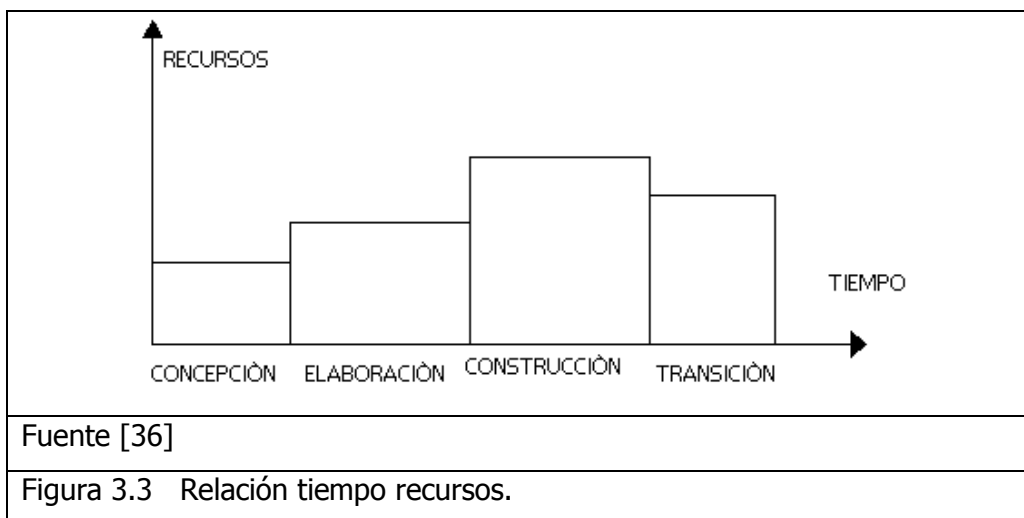 RECURSOS
TIEMPO
CONCEPCIÒN ELABORACIÒN CONSTRUCCIÒN TRANSICIÒN
Fuente [36]
Figura 3.3 Relación tiempo recursos.